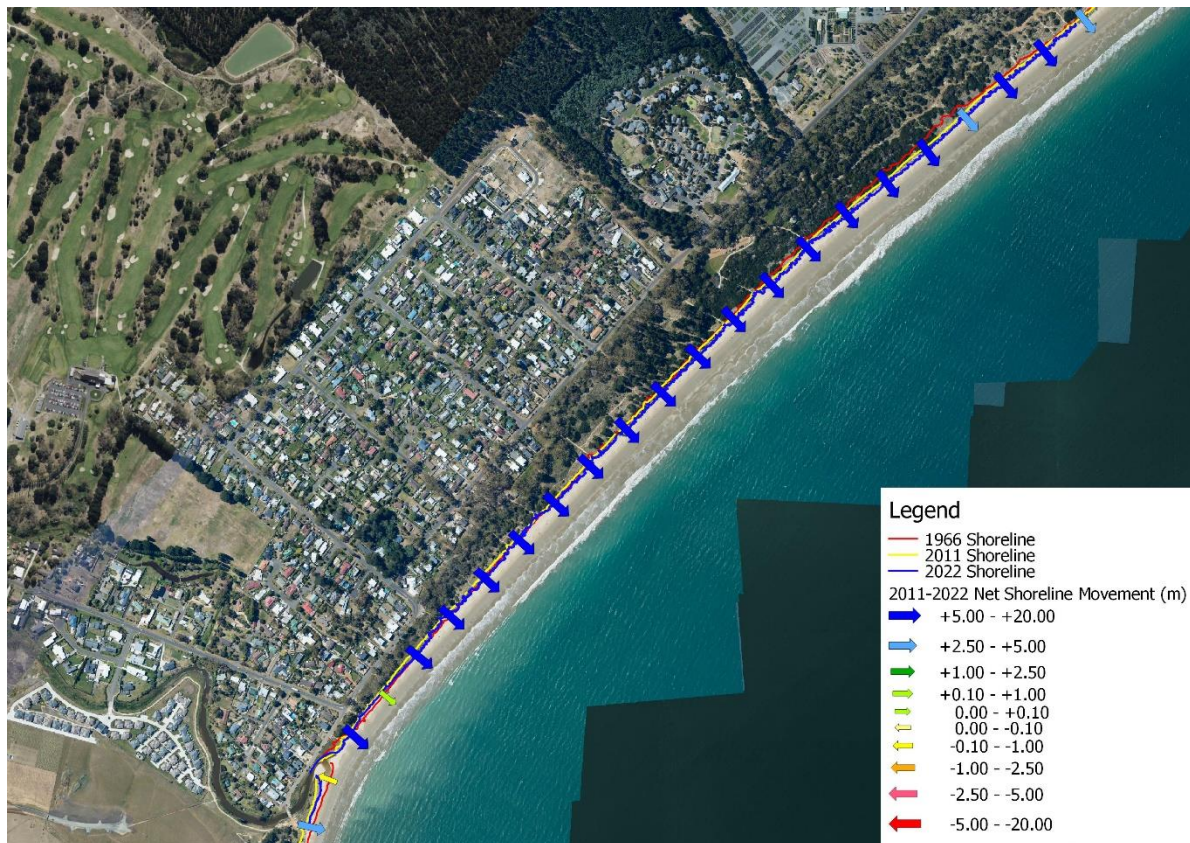 Legend
1966 Shoreline
2011 Shoreline
2022 Shoreline
2011-2022 Net Shoreline Movement (m)
+5.00 - +20.00
+2.50 - +5.00
+1.00 - +2.50
+0.10 - +1.00
0.00 - +0.10
0.00 - -0.10
-0.10 - -1.00
-1.00 - -2.50
-2.50 - -5.00
-5.00 - -20.00